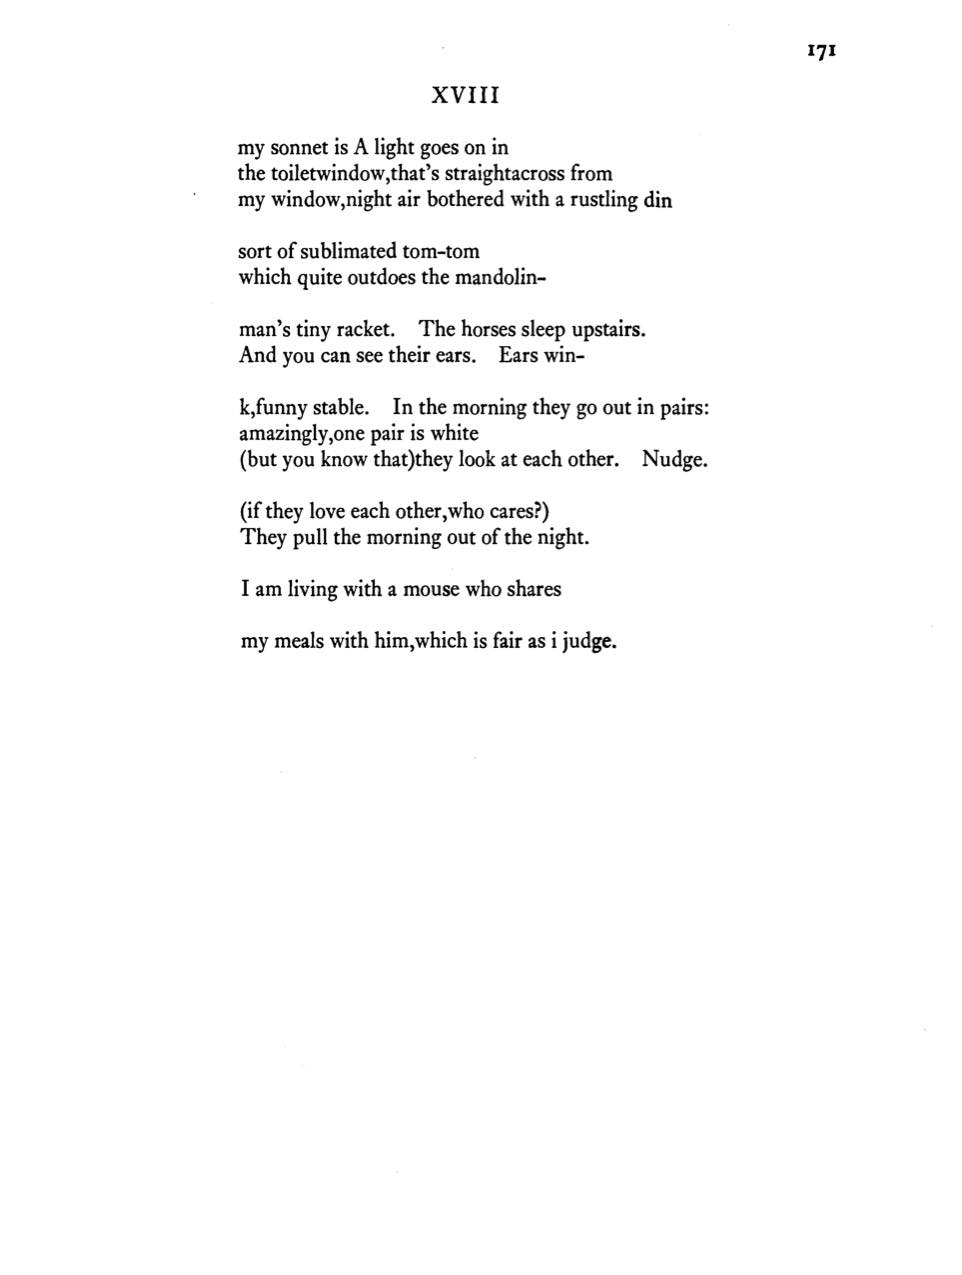 171
XVIII
my sonnet is A light goes on in
the toiletwindow,that's straightacross from
my window,night air bothered with a rustling din
sort of sublimated tom-tom
which quite outdoes the mandolin-
man's tiny racket. The horses sleep upstairs.
And you can see their ears. Ears win-
k,funny stable. In the morning they go out in pairs:
amazingly,one pair is white
(but you know that)they look at each other. Nudge.
(if they love each other,who cares?)
They pull the morning out of the night.
I am living with a mouse who shares
my meals with him,which is fair as i judge.